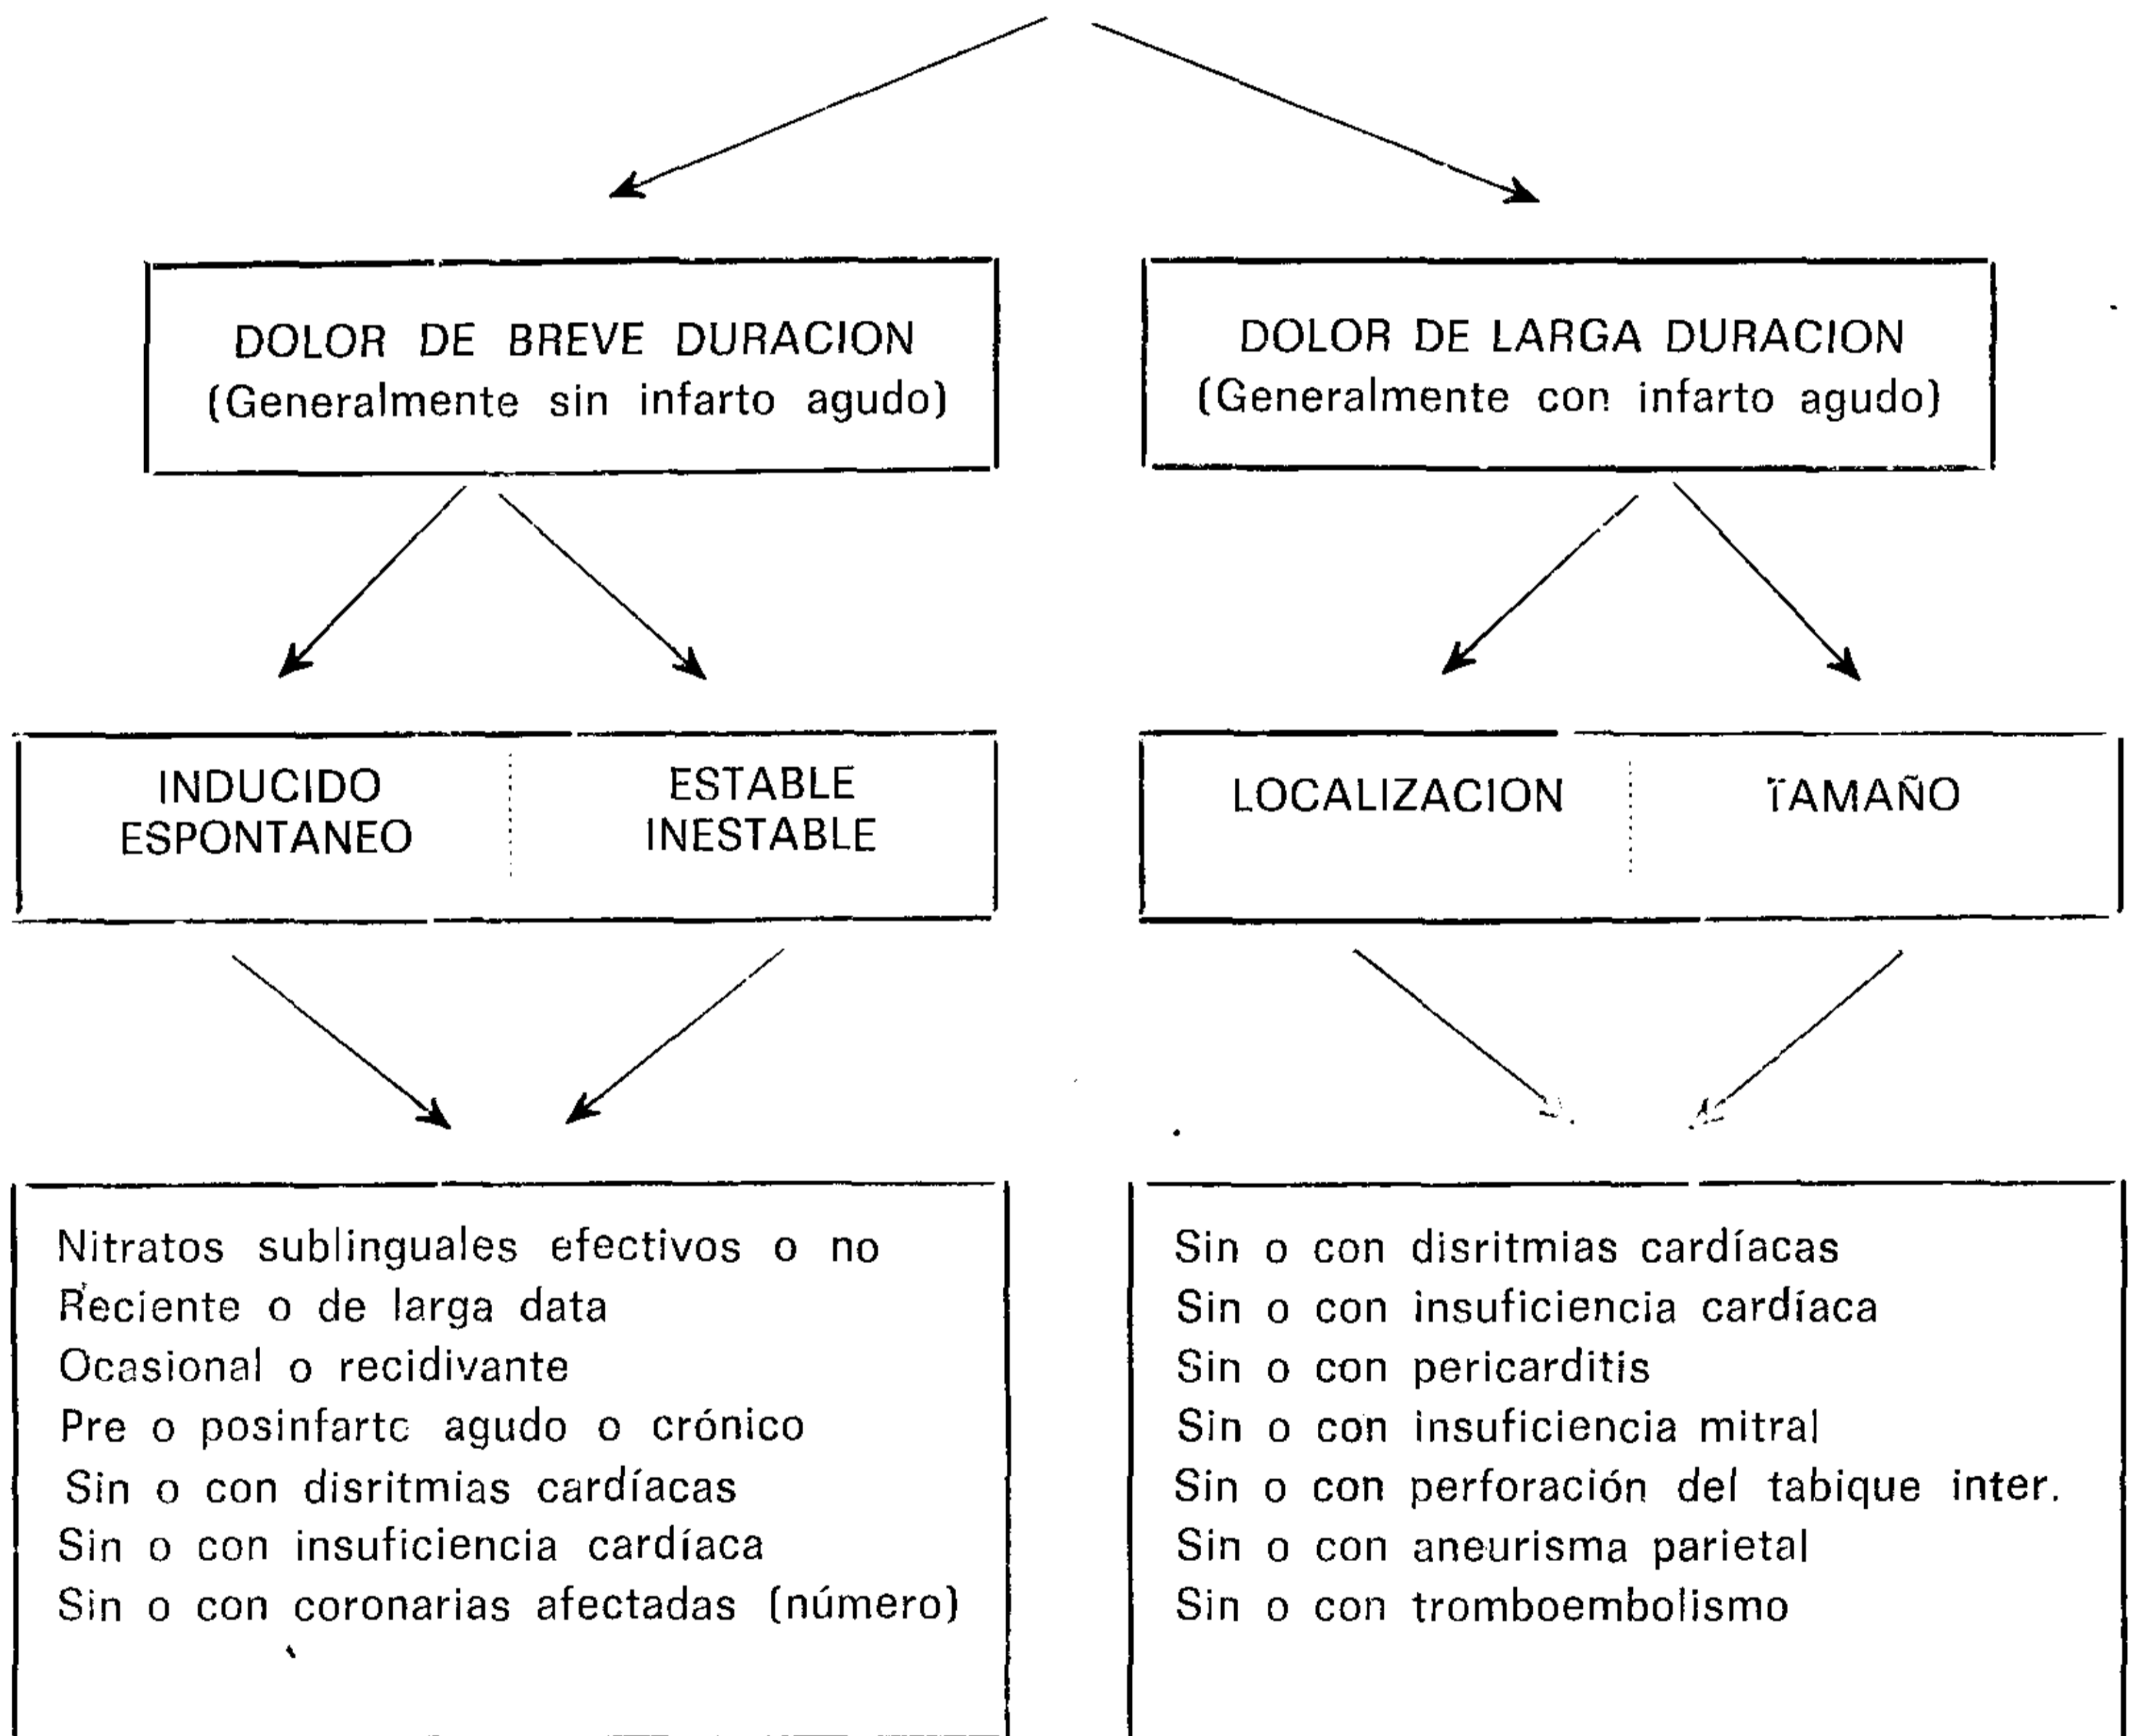 DOLOR DE BREVE DURACION
(Generalmente sin infarto agudo)
DOLOR DE LARGA DURACION
(Generalmente con infarto agudo)
INDUCIDO
ESPONTANEO
ESTABLE
INESTABLE
LOCALIZACION
TAMAÑO
Nitratos sublinguales efectivos o no
Reciente o de larga data
Ocasional o recidivante
Pre o posinfarto agudo o crónico
Sin o con disritmias cardíacas
Sin o con insuficiencia cardíaca
Sin o con coronarias afectadas (número)
Sin o con disritmias cardíacas
Sin o con insuficiencia cardíaca
Sin o con pericarditis
Sin o con insuficiencia mitral
Sin o con perforación del tabique inter.
Sin o con aneurisma parietal
Sin o con tromboembolismo